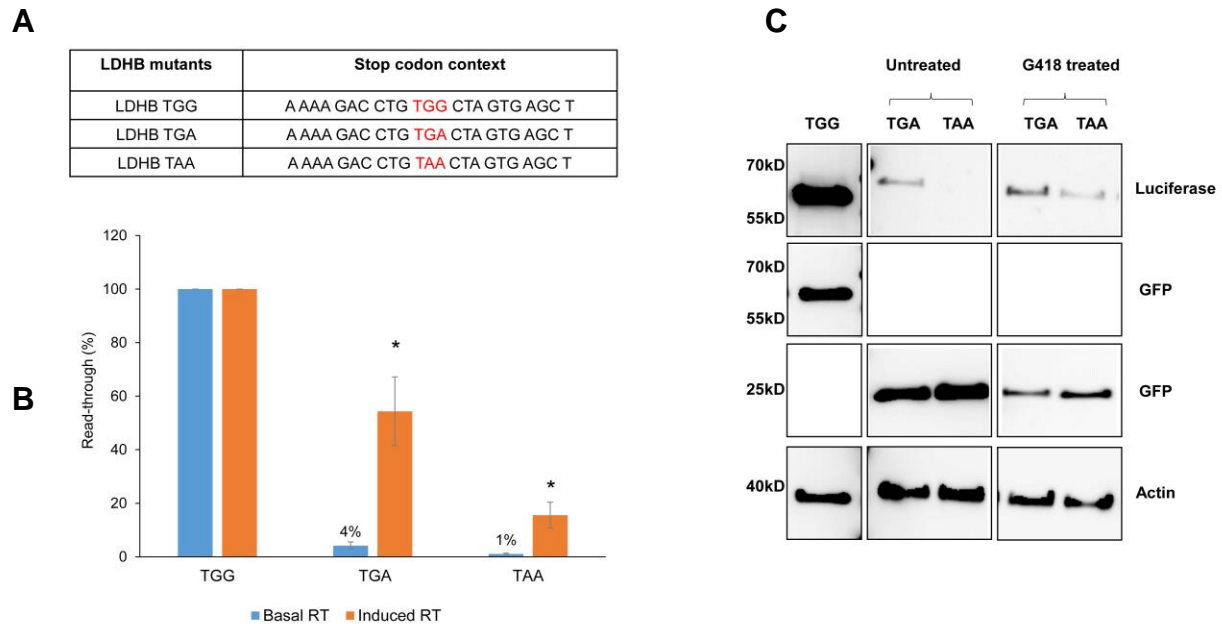 A
LDHB mutants Stop codon context
LDHB TGG A AAA GAC CTG TGG CTA GTG AGC T
LDHB TGA A AAA GAC CTG TGA CTA GTG AGC T
LDHB TAA A AAA GAC CTG TAA CTA GTG AGC T
B
Read-through (%)
120
100
80
60
40
20
0
*
*
4%
1%
TGG TGA TAA
Basal RT Induced RT
C
Untreated G418 treated
TGG TGA TAA TGA TAA
70kD
55kD
Luciferase
70kD
55kD
GFP
25kD
GFP
40kD
Actin